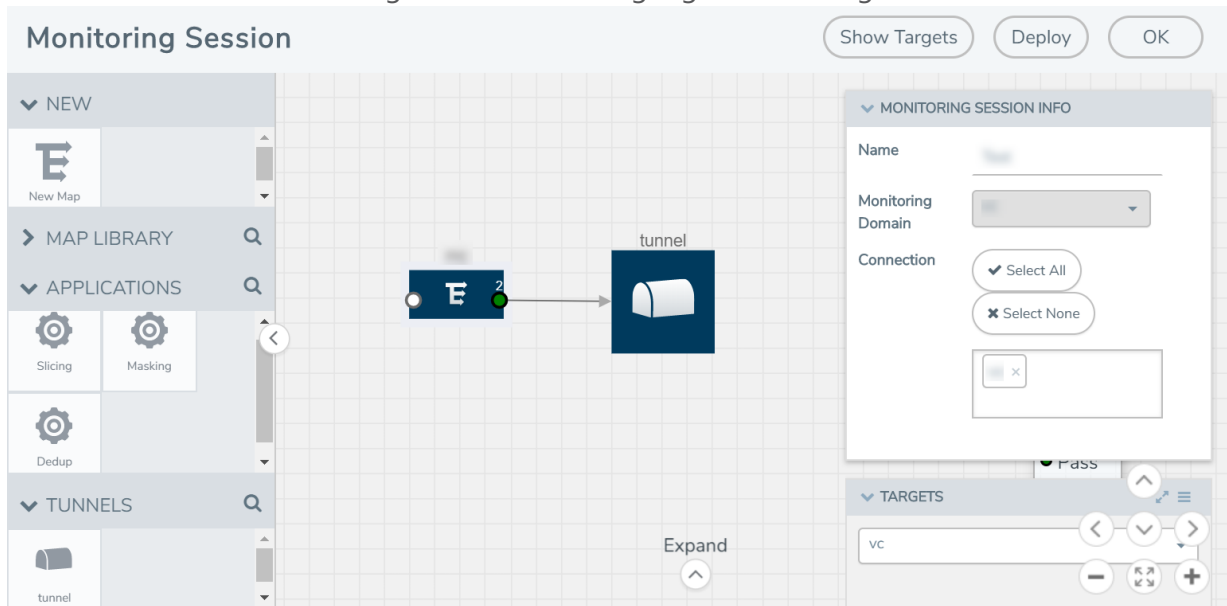 Monitoring Session
Show Targets
Deploy
OK
NEW
New Map
MAP LIBRARY
APPLICATIONS
Slicing
Masking
Dedup
TUNNELS
tunnel
2
tunnel
Expand
MONITORING SESSION INFO
Name
Monitoring
Domain
Connection
Select All
Select None
Pass
TARGETS
VC